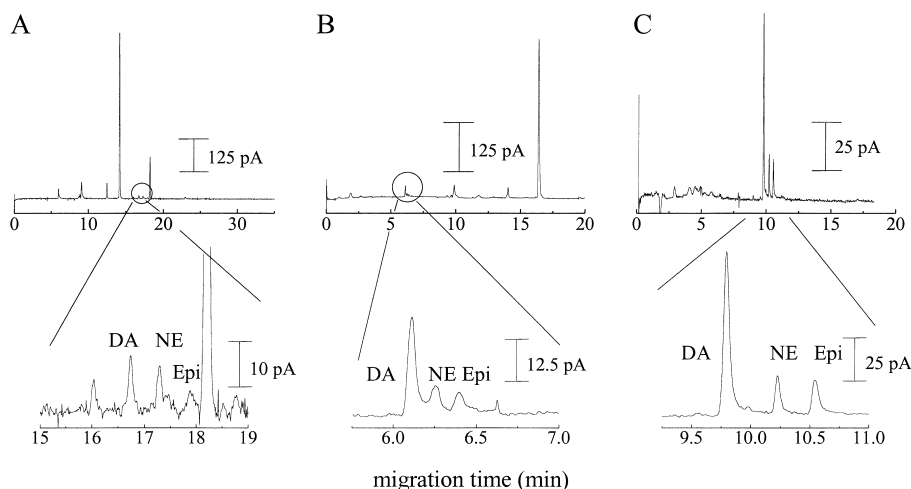 A
B
C
125 pA
125 pA
25 pA
0 10 20 30
0 5 10 15 20
0 5 10 15 20
DA NE
Epi
10 pA
DA
NE Epi
12.5 pA
DA
NE
Epi
25 pA
15 16 17 18 19
6.0 6.5 7.0
9.5 10.0 10.5 11.0
migration time (min)